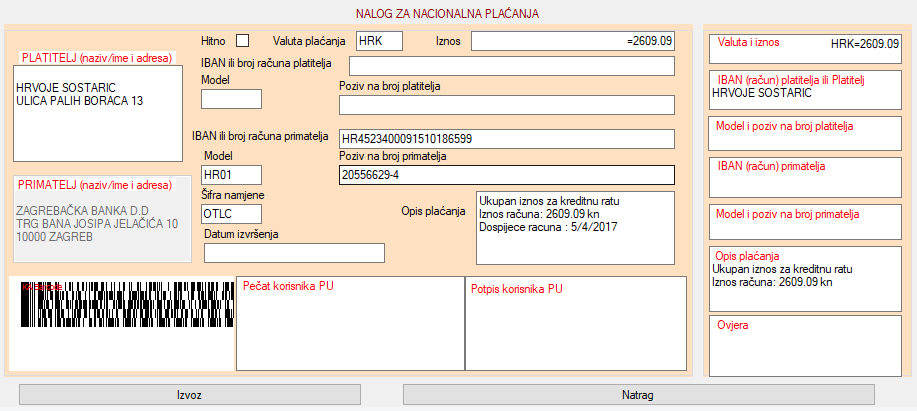 NALOG ZA NACIONALNA PLAĆANJA
Hitno
Valuta plaćanja
HRK
Iznos
=2609.09
PLATITELJ (naziv/ime i adresa)
HRVOJE SOSTARIC
ULICA PALIH BORACA 13
IBAN ili broj računa platitelja
Model
Poziv na broj platitelja
IBAN ili broj računa primatelja
HR4523400091510186599
Model
Poziv na broj primatelja
HR01
20556629-4
PRIMATELJ (naziv/ime i adresa)
ZAGREBAČKA BANKA D.D
TRG BANA JOSIPA JELAČIĆA 10
10000 ZAGREB
Šifra namjene
OTLC
Datum izvršenja
Opis plaćanja
Ukupan iznos za kreditnu ratu
Iznos računa: 2609.09 kn
Dospijece racuna : 5/4/2017
Pečat korisnika PU
Potpis korisnika PU
Valuta i iznos
HRK=2609.09
IBAN (račun) platitelja ili Platitelj
HRVOJE SOSTARIC
Model i poziv na broj platitelja
IBAN (račun) primatelja
Model i poziv na broj primatelja
Opis plaćanja
Ukupan iznos za kreditnu ratu
Iznos računa: 2609.09 kn
Ovjera
Izvoz
Natrag